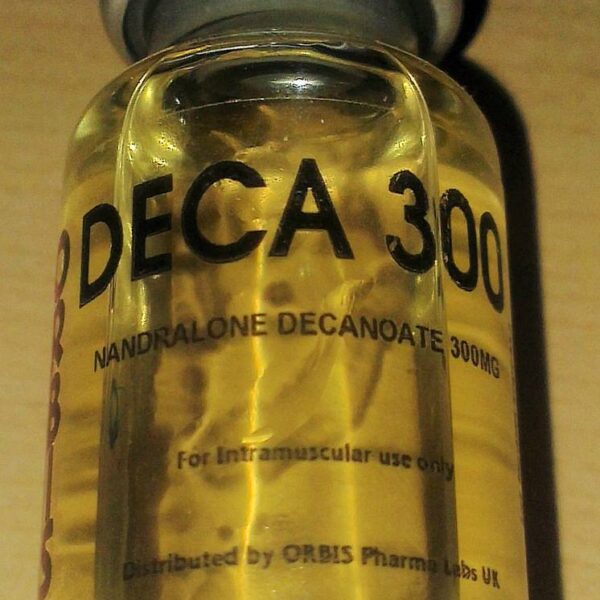 DECA 300
NANDRALONE DECANOATE 300MG
For Intramuscular use only
Distributed by ORBIS Pharma Labs UK